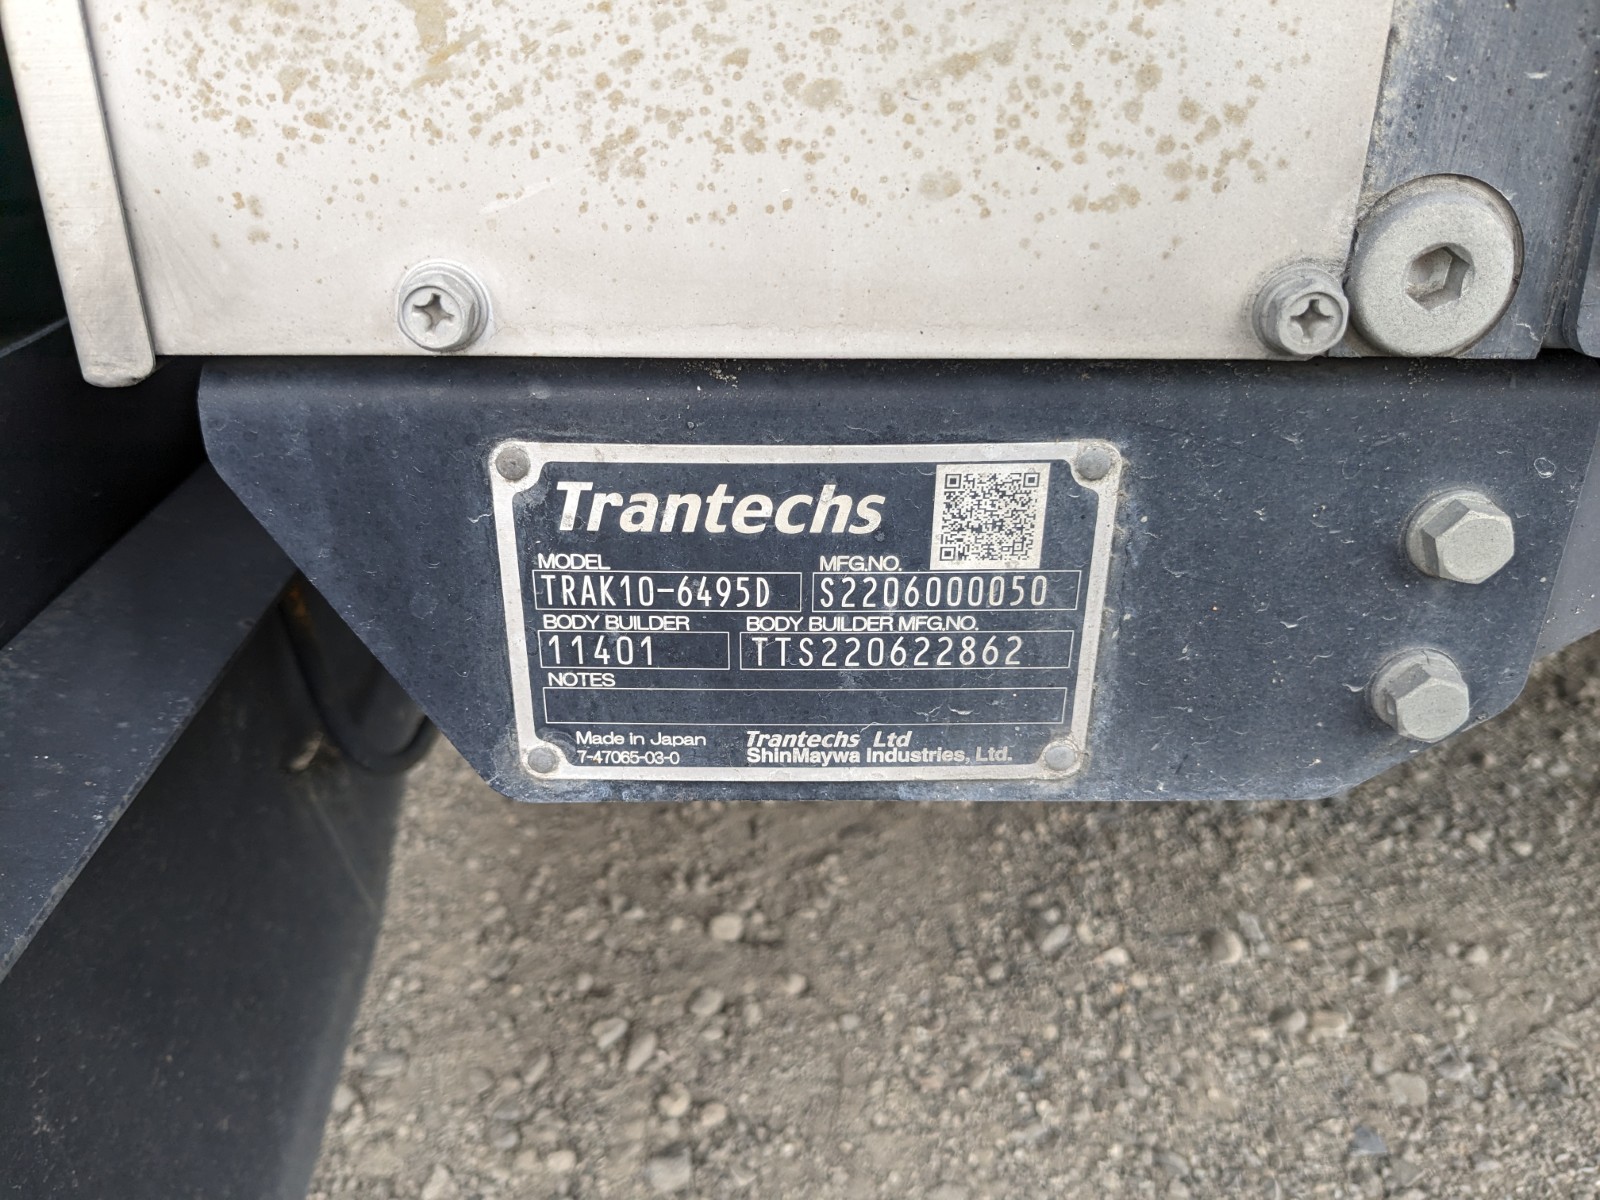 Trantechs
MODEL MFG.NO.
TRAK10-6495D S2206000050
BODY BUILDER BODY BUILDER MFG.NO.
11401 TTS220622862
NOTES
Made in Japan Trantechs Ltd
7-47065-03-0 ShinMaywa Industries, Ltd.